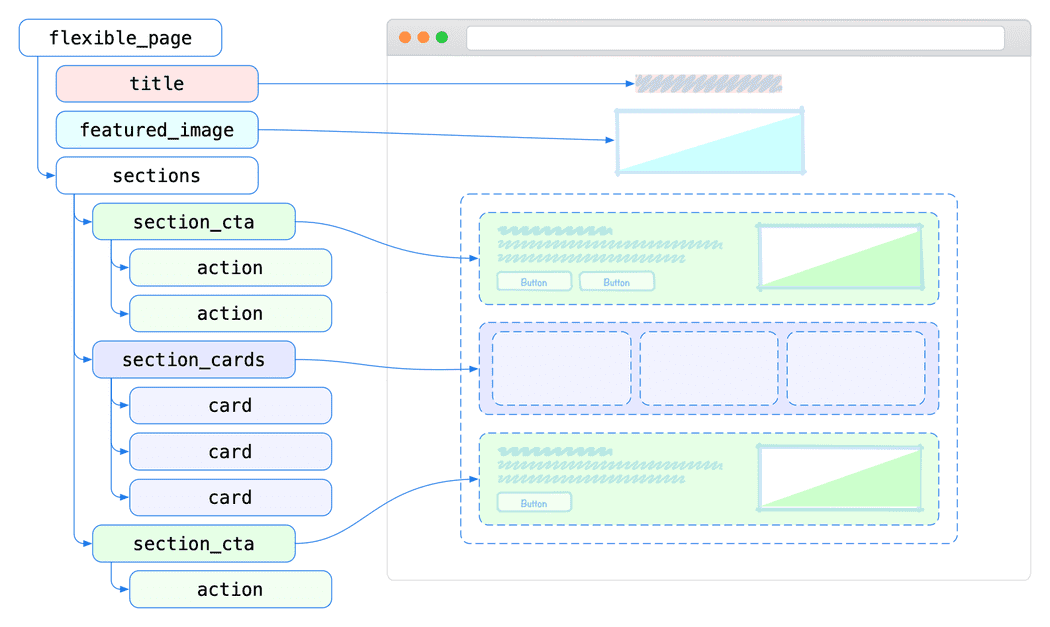 flexible_page
title
featured_image
sections
section_cta
action
action
section_cards
card
card
card
section_cta
action
Button Button
Button